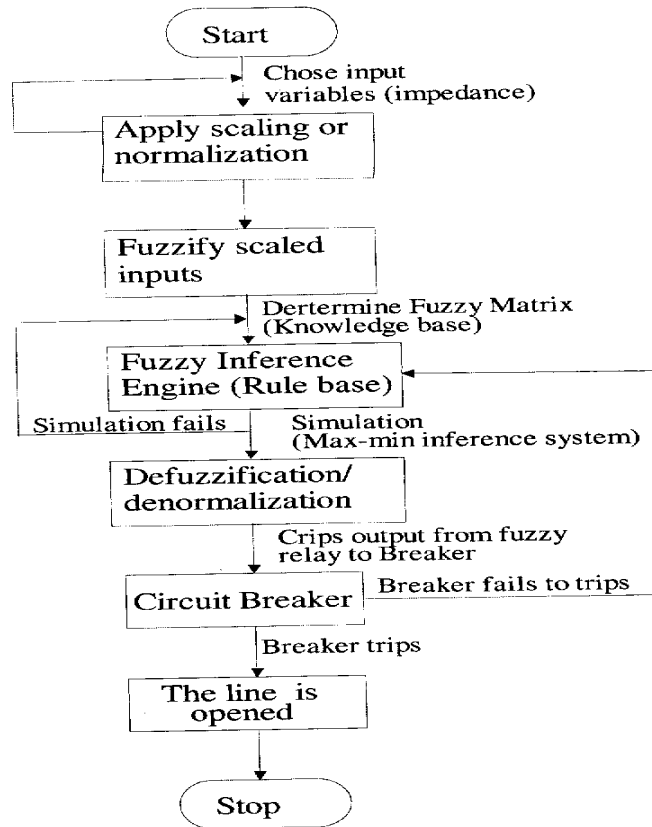 Start
Chose input
variables (impedance)
Apply scaling or
normalization
Fuzzify scaled
inputs
Dertermine Fuzzy Matrix
(Knowledge base)
Fuzzy Inference
Engine (Rule base)
Simulation fails
Simulation
(Max-min inference system)
Defuzzification/
denormalization
Crips output from fuzzy
relay to Breaker
Circuit Breaker
Breaker fails to trips
Breaker trips
The line is
opened
Stop